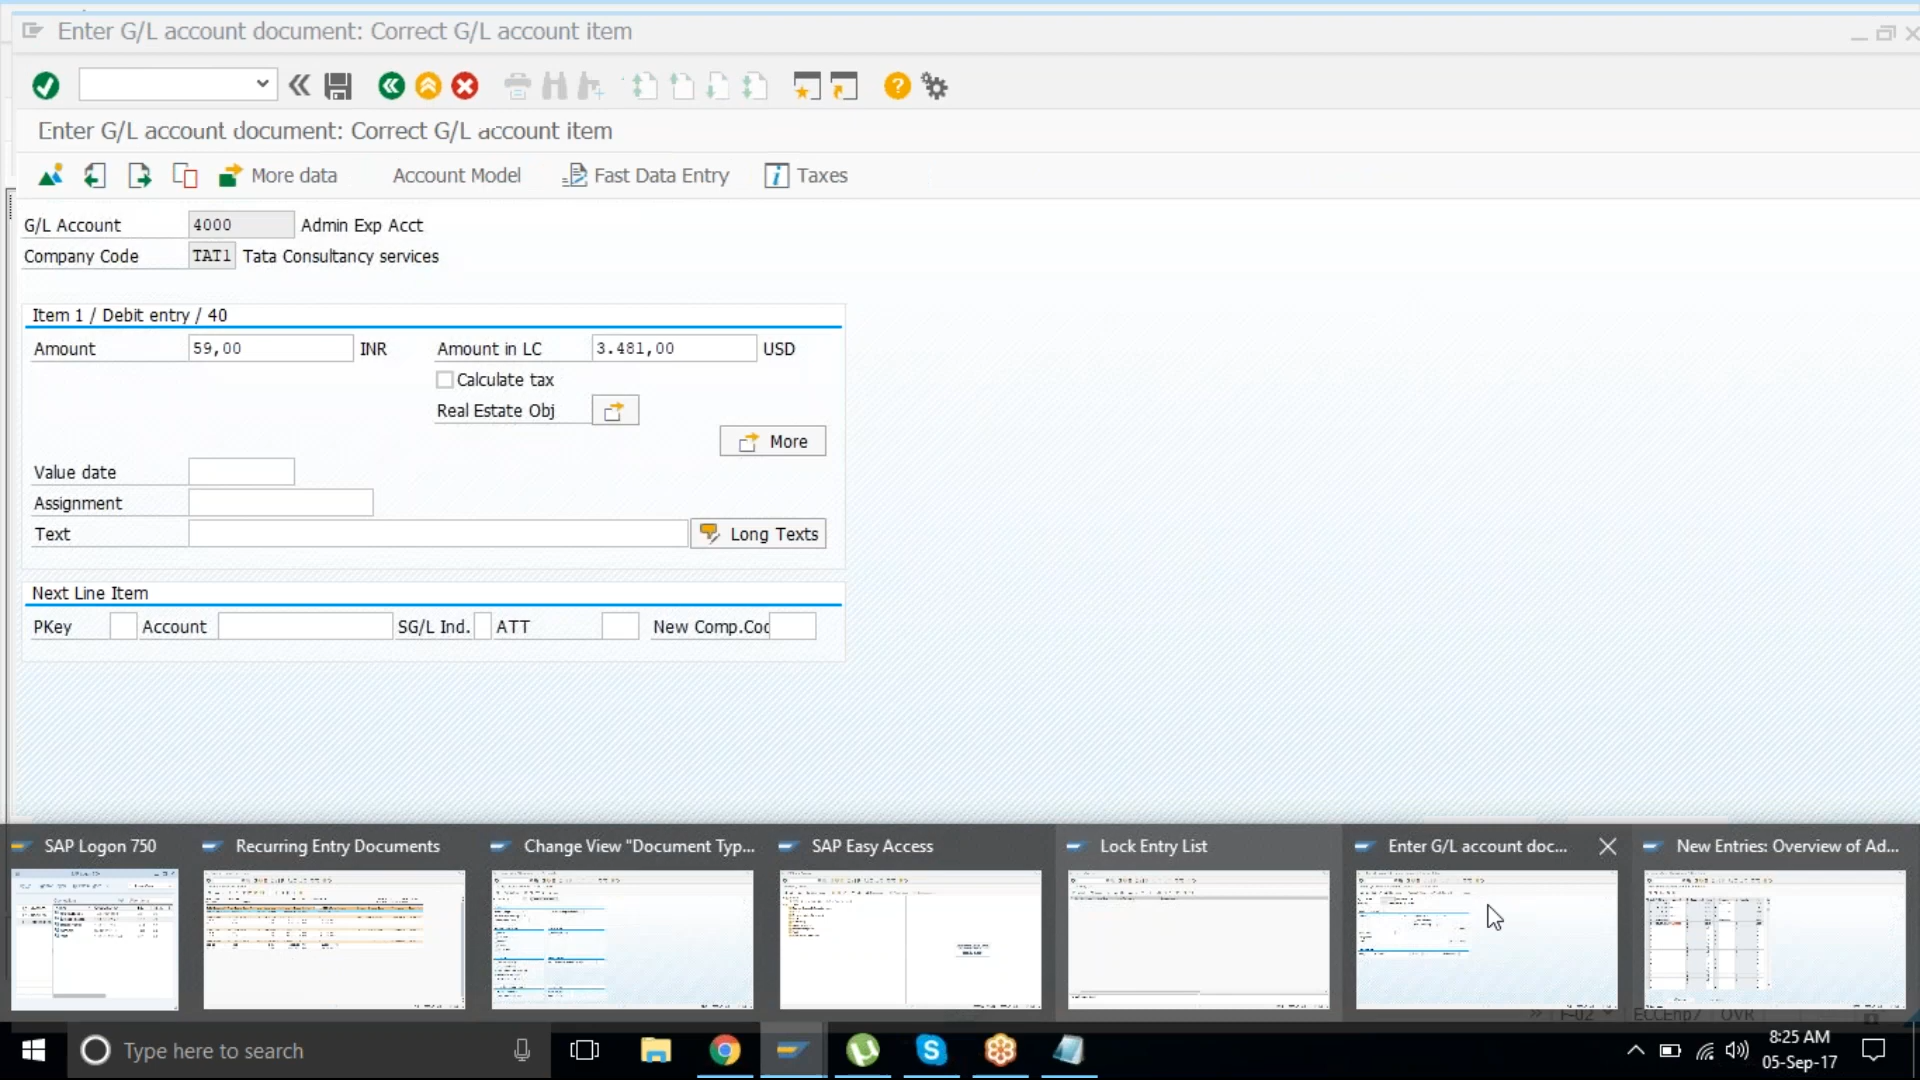 Enter G/L account document: Correct G/L account item
Enter G/L account document: Correct G/L account item
More data Account Model Fast Data Entry Taxes
G/L Account 4000 Admin Exp Acct
Company Code TAT1 Tata Consultancy services
Item 1 / Debit entry / 40
Amount 59,00 INR Amount in LC 3.481,00 USD
Calculate tax
Real Estate Obj
More
Value date
Assignment
Text Long Texts
Next Line Item
PKey Account SG/L Ind. ATT New Comp.Cod
SAP Logon 750 Recurring Entry Documents Change View "Document Typ... SAP Easy Access Lock Entry List Enter G/L account doc... New Entries: Overview of Ad...
F-02 ECCEhp7 OVR
Type here to search
8:25 AM
05-Sep-17